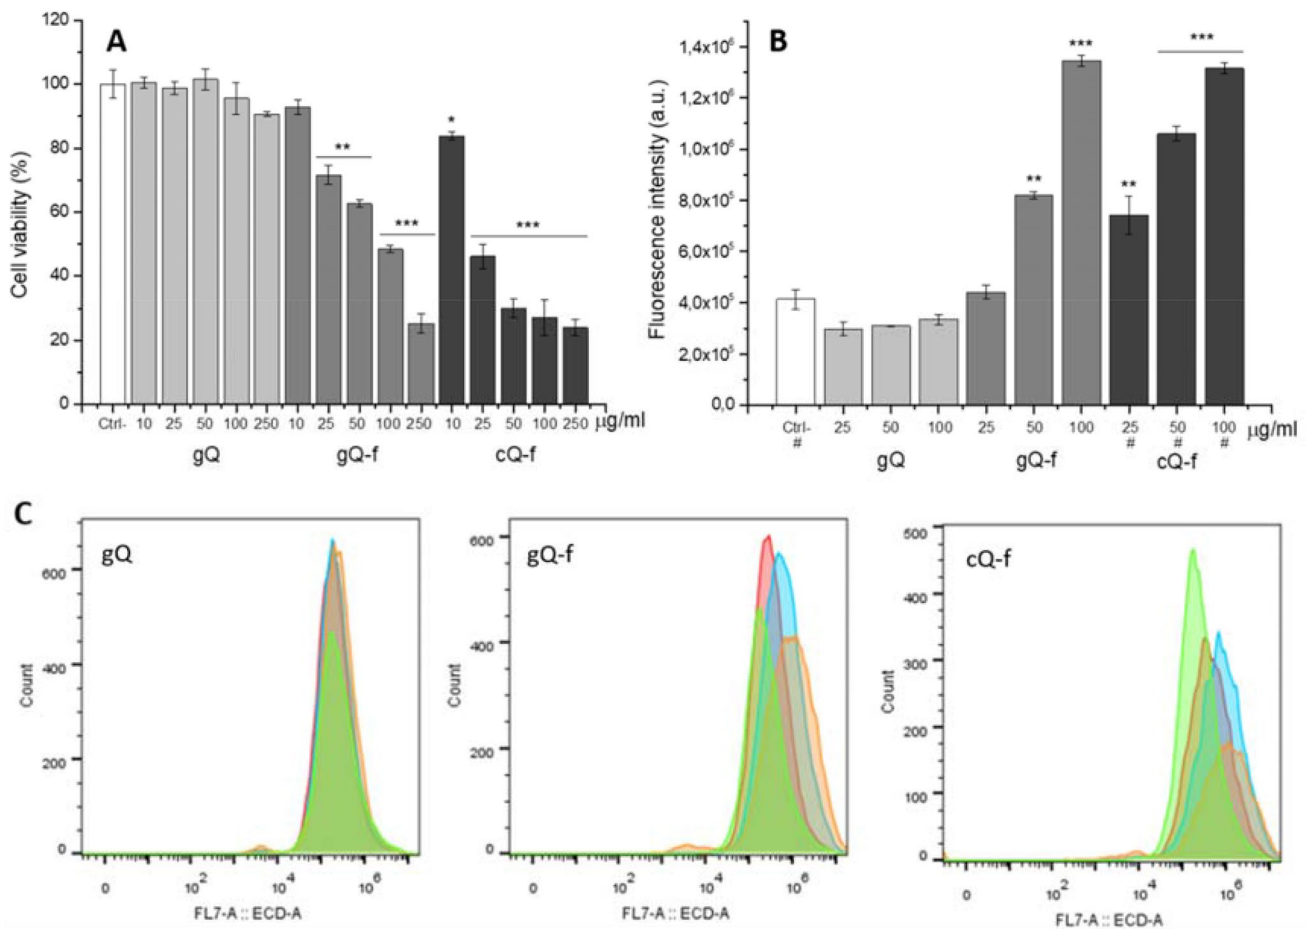 A
120
100
80
60
40
20
0
Cell viability (%)
** *** * ***
Ctrl- 10 25 50 100 250 10 25 50 100 250 10 25 50 100 250 μg/ml
gQ gQ-f cQ-f
B
1,4x10⁶
1,2x10⁶
1,0x10⁶
8,0x10⁵
6,0x10⁵
4,0x10⁵
2,0x10⁵
0,0
Fluorescence intensity (a.u.)
** *** ** ***
Ctrl- 25 50 100 25 50 100 25 50 100 μg/ml
# # # #
gQ gQ-f cQ-f
C
gQ
600
400
200
0
Count
0 10² 10⁴ 10⁶
FL7-A :: ECD-A
gQ-f
600
400
200
0
Count
0 10² 10⁴ 10⁶
FL7-A :: ECD-A
cQ-f
500
400
300
200
100
0
Count
0 10² 10⁴ 10⁶
FL7-A :: ECD-A